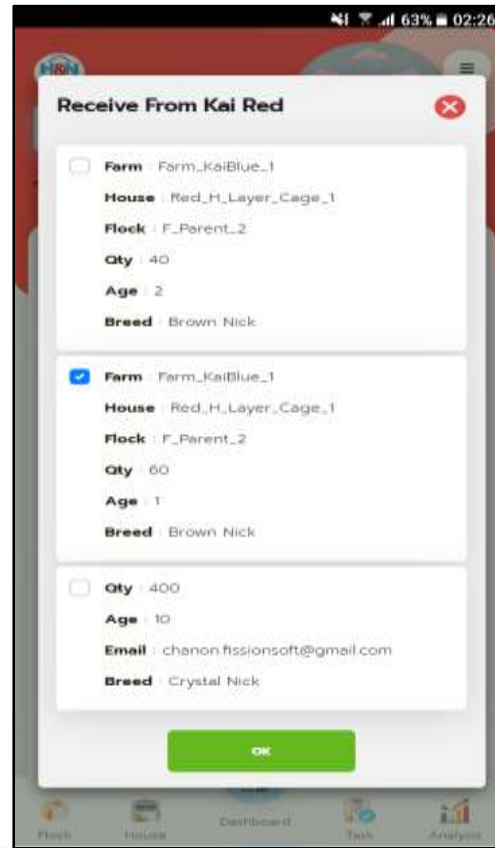 63% 02:26
H&N
Receive From Kai Red
Farm : Farm_KaiBlue_1
House : Red_H_Layer_Cage_1
Flock : F_Parent_2
Qty : 40
Age : 2
Breed : Brown Nick
Farm : Farm_KaiBlue_1
House : Red_H_Layer_Cage_1
Flock : F_Parent_2
Qty : 60
Age : 1
Breed : Brown Nick
Qty : 400
Age : 10
Email : chanon.fissionsoft@gmail.com
Breed : Crystal Nick
OK
Flock House Dashboard Task Analysis